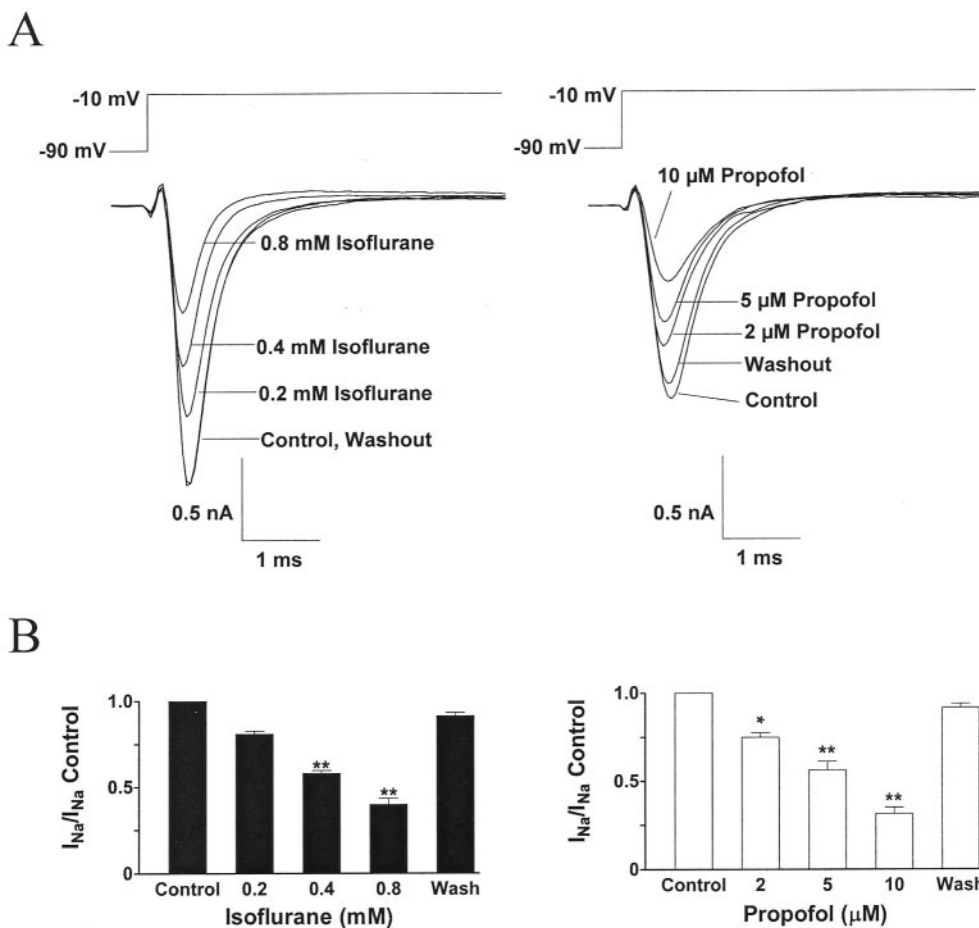 A
-10 mV
-90 mV
0.8 mM Isoflurane
0.4 mM Isoflurane
0.2 mM Isoflurane
Control, Washout
0.5 nA
1 ms
-10 mV
-90 mV
10 µM Propofol
5 µM Propofol
2 µM Propofol
Washout
Control
0.5 nA
1 ms
B
I_Na/I_Na Control
1.0
0.5
0
**
**
Control 0.2 0.4 0.8 Wash
Isoflurane (mM)
I_Na/I_Na Control
1.0
0.5
0
*
**
**
Control 2 5 10 Wash
Propofol (µM)